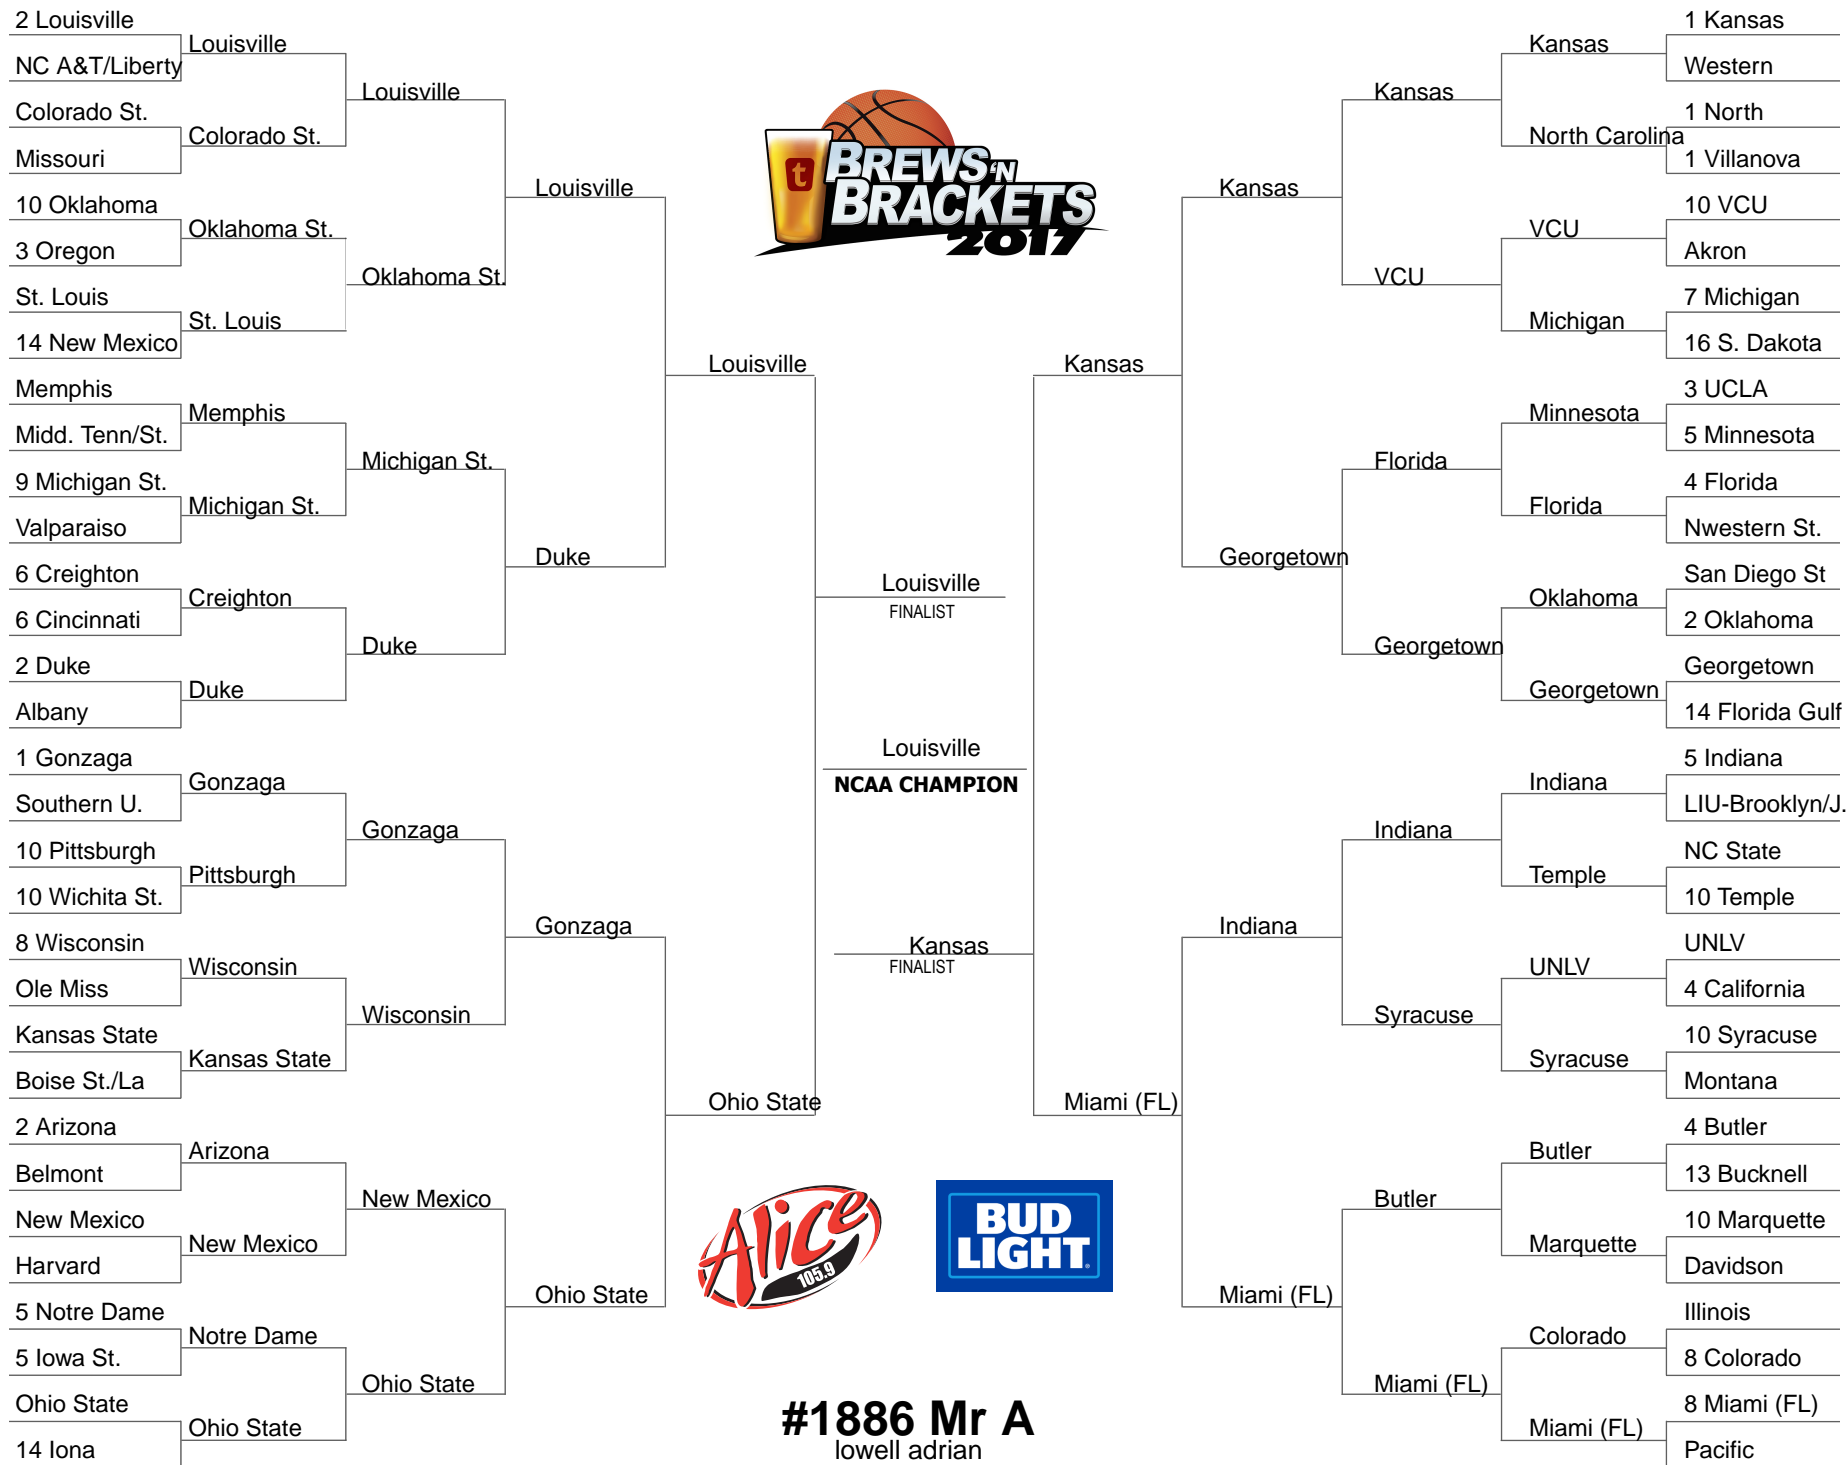 2 Louisville
NC A&T/Liberty
Colorado St.
Missouri
10 Oklahoma
3 Oregon
St. Louis
14 New Mexico
Memphis
Midd. Tenn/St.
9 Michigan St.
Valparaiso
6 Creighton
6 Cincinnati
2 Duke
Albany
1 Gonzaga
Southern U.
10 Pittsburgh
10 Wichita St.
8 Wisconsin
Ole Miss
Kansas State
Boise St./La
2 Arizona
Belmont
New Mexico
Harvard
5 Notre Dame
5 Iowa St.
Ohio State
14 Iona
Louisville
Colorado St.
Oklahoma St.
St. Louis
Memphis
Michigan St.
Creighton
Duke
Gonzaga
Pittsburgh
Wisconsin
Kansas State
Arizona
New Mexico
Notre Dame
Ohio State
Louisville
Oklahoma St.
Michigan St.
Duke
Gonzaga
Wisconsin
New Mexico
Ohio State
Louisville
Duke
Gonzaga
Ohio State
Louisville
Ohio State
t
BREWS 'N
BRACKETS
2017
Louisville
FINALIST
Louisville
NCAA CHAMPION
Kansas
FINALIST
Alice
105.9
BUD
LIGHT.
#1886 Mr A
lowell adrian
Kansas
Miami (FL)
Kansas
Georgetown
Indiana
Miami (FL)
Kansas
VCU
Florida
Georgetown
Indiana
Syracuse
Butler
Miami (FL)
Kansas
North Carolina
VCU
Michigan
Minnesota
Florida
Oklahoma
Georgetown
Indiana
Temple
UNLV
Syracuse
Butler
Marquette
Colorado
Miami (FL)
1 Kansas
Western
1 North
1 Villanova
10 VCU
Akron
7 Michigan
16 S. Dakota
3 UCLA
5 Minnesota
4 Florida
Nwestern St.
San Diego St
2 Oklahoma
Georgetown
14 Florida Gulf
5 Indiana
LIU-Brooklyn/J.
NC State
10 Temple
UNLV
4 California
10 Syracuse
Montana
4 Butler
13 Bucknell
10 Marquette
Davidson
Illinois
8 Colorado
8 Miami (FL)
Pacific